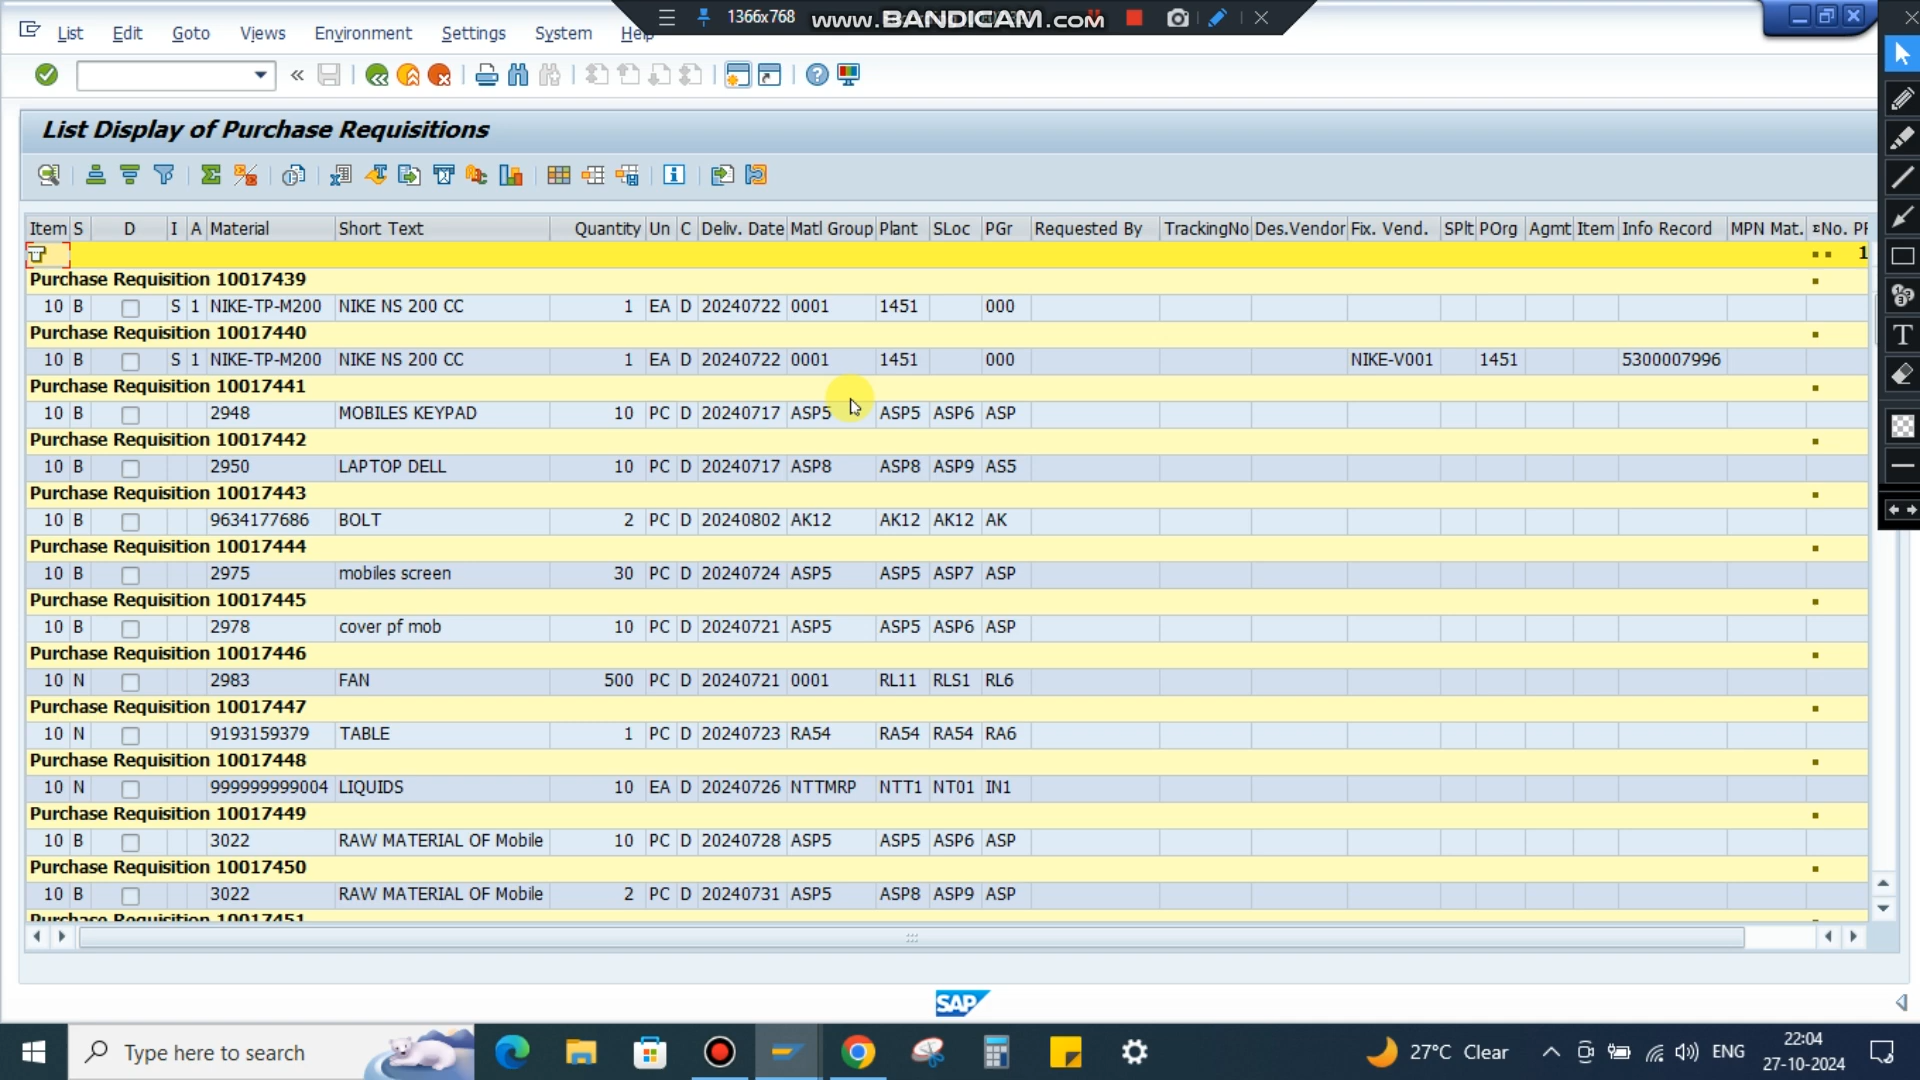 1366x768 www.BANDICAM.com
List Edit Goto Views Environment Settings System Help
List Display of Purchase Requisitions
Item S D I A Material Short Text Quantity Un C Deliv. Date Matl Group Plant SLoc PGr Requested By TrackingNo Des.Vendor Fix. Vend. SPlt POrg Agmt Item Info Record MPN Mat. ΣNo. PR
1
Purchase Requisition 10017439
10 B S 1 NIKE-TP-M200 NIKE NS 200 CC 1 EA D 20240722 0001 1451 000
Purchase Requisition 10017440
10 B S 1 NIKE-TP-M200 NIKE NS 200 CC 1 EA D 20240722 0001 1451 000 NIKE-V001 1451 5300007996
Purchase Requisition 10017441
10 B 2948 MOBILES KEYPAD 10 PC D 20240717 ASP5 ASP5 ASP6 ASP
Purchase Requisition 10017442
10 B 2950 LAPTOP DELL 10 PC D 20240717 ASP8 ASP8 ASP9 AS5
Purchase Requisition 10017443
10 B 9634177686 BOLT 2 PC D 20240802 AK12 AK12 AK12 AK
Purchase Requisition 10017444
10 B 2975 mobiles screen 30 PC D 20240724 ASP5 ASP5 ASP7 ASP
Purchase Requisition 10017445
10 B 2978 cover pf mob 10 PC D 20240721 ASP5 ASP5 ASP6 ASP
Purchase Requisition 10017446
10 N 2983 FAN 500 PC D 20240721 0001 RL11 RLS1 RL6
Purchase Requisition 10017447
10 N 9193159379 TABLE 1 PC D 20240723 RA54 RA54 RA54 RA6
Purchase Requisition 10017448
10 N 999999999004 LIQUIDS 10 EA D 20240726 NTTMRP NTT1 NT01 IN1
Purchase Requisition 10017449
10 B 3022 RAW MATERIAL OF Mobile 10 PC D 20240728 ASP5 ASP5 ASP6 ASP
Purchase Requisition 10017450
10 B 3022 RAW MATERIAL OF Mobile 2 PC D 20240731 ASP5 ASP8 ASP9 ASP
Purchase Requisition 10017451
SAP
Type here to search 27°C Clear ENG 22:04
27-10-2024